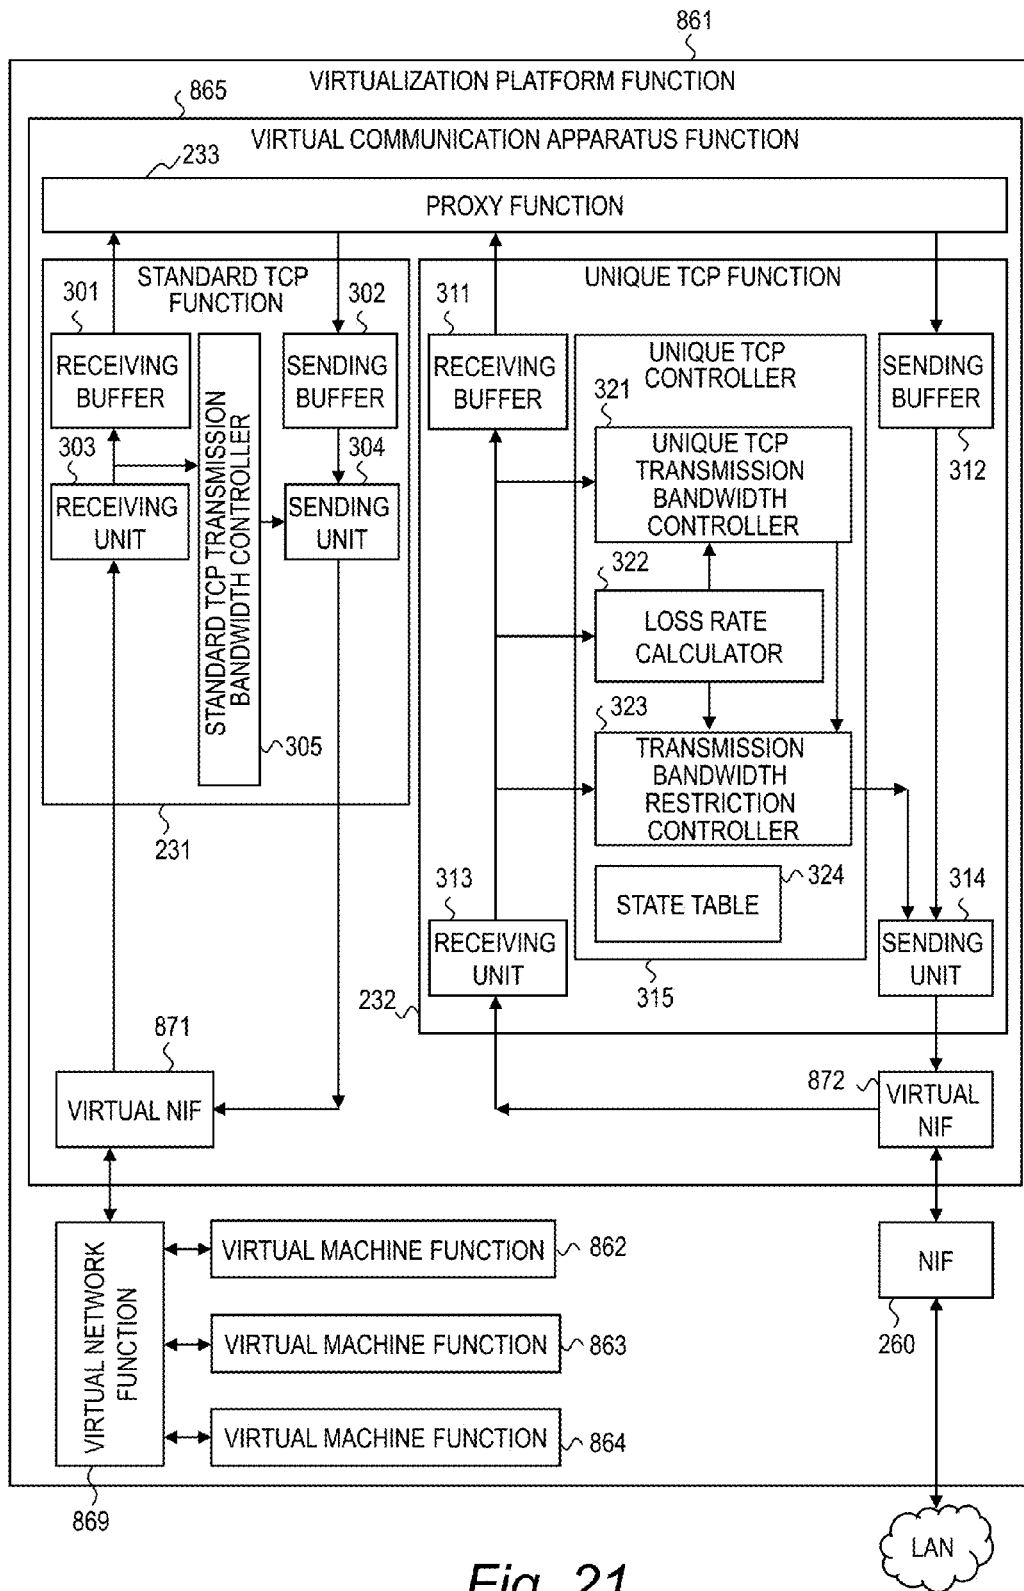 861
VIRTUALIZATION PLATFORM FUNCTION
865
VIRTUAL COMMUNICATION APPARATUS FUNCTION
233
PROXY FUNCTION
STANDARD TCP
FUNCTION
301
302
RECEIVING
BUFFER
SENDING
BUFFER
303
304
RECEIVING
UNIT
SENDING
UNIT
STANDARD TCP TRANSMISSION
BANDWIDTH CONTROLLER
305
231
UNIQUE TCP FUNCTION
311
RECEIVING
BUFFER
UNIQUE TCP
CONTROLLER
321
UNIQUE TCP
TRANSMISSION
BANDWIDTH
CONTROLLER
322
LOSS RATE
CALCULATOR
323
TRANSMISSION
BANDWIDTH
RESTRICTION
CONTROLLER
324
STATE TABLE
315
SENDING
BUFFER
312
313
RECEIVING
UNIT
314
SENDING
UNIT
232
871
VIRTUAL NIF
872
VIRTUAL
NIF
VIRTUAL NETWORK
FUNCTION
869
VIRTUAL MACHINE FUNCTION
862
VIRTUAL MACHINE FUNCTION
863
VIRTUAL MACHINE FUNCTION
864
NIF
260
LAN
Fig. 21